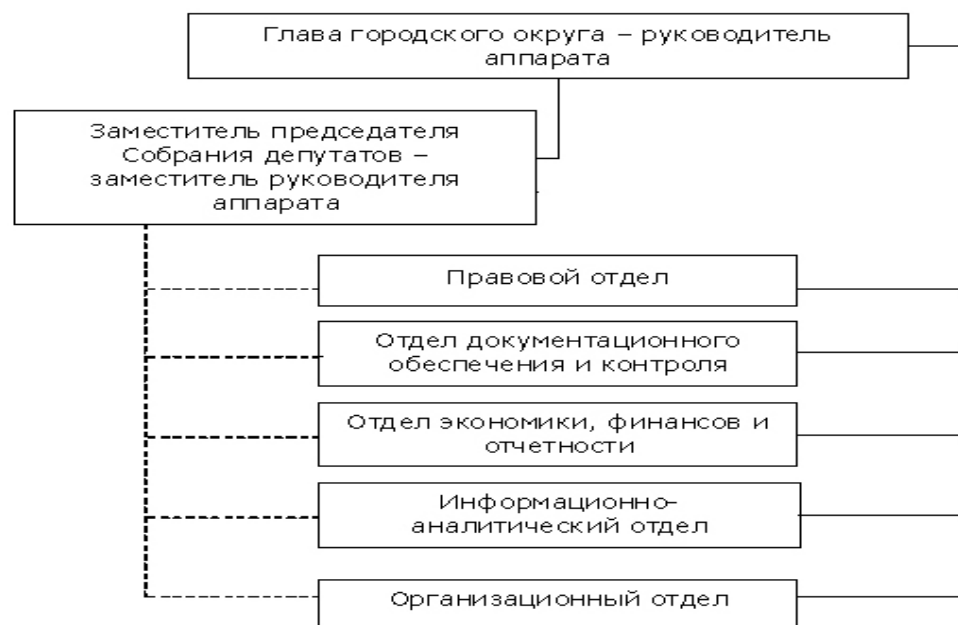 Глава городского округа – руководитель
аппарата
Заместитель председателя
Собрания депутатов –
заместитель руководителя
аппарата
Правовой отдел
Отдел документационного
обеспечения и контроля
Отдел экономики, финансов и
отчетности
Информационно-
аналитический отдел
Организационный отдел